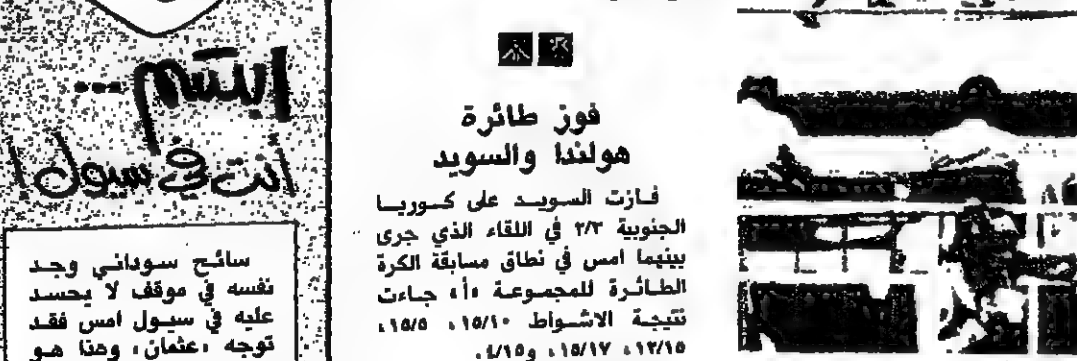 ابتسم...
أنت في سيول!
سائح سوداني وجد
نفسه في موقف لا يحسد
عليه في سيول امس فقد
توجه «عثمان» وهذا هو
فوز طائرة
هولندا والسويد
فازت السويد على كوريا
الجنوبية ٢/٣ في اللقاء الذي جرى
بينهما امس في نطاق مسابقة الكرة
الطائرة للمجموعة «أ» جاءت
نتيجة الاشواط ١٥/١٠، ١٥/٥،
١٣/١٥، ١٥/١٧، و٤/١٥.